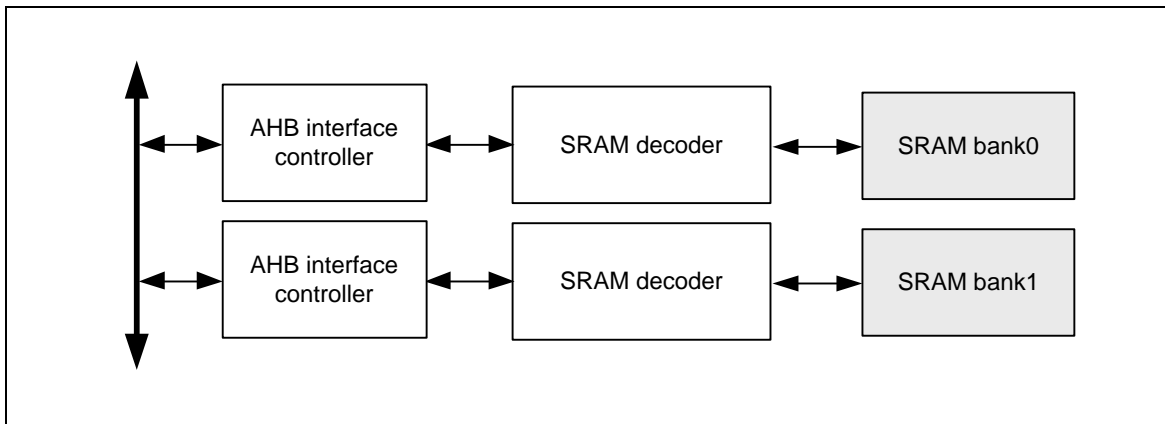 AHB interface
controller
SRAM decoder
SRAM bank0
AHB interface
controller
SRAM decoder
SRAM bank1